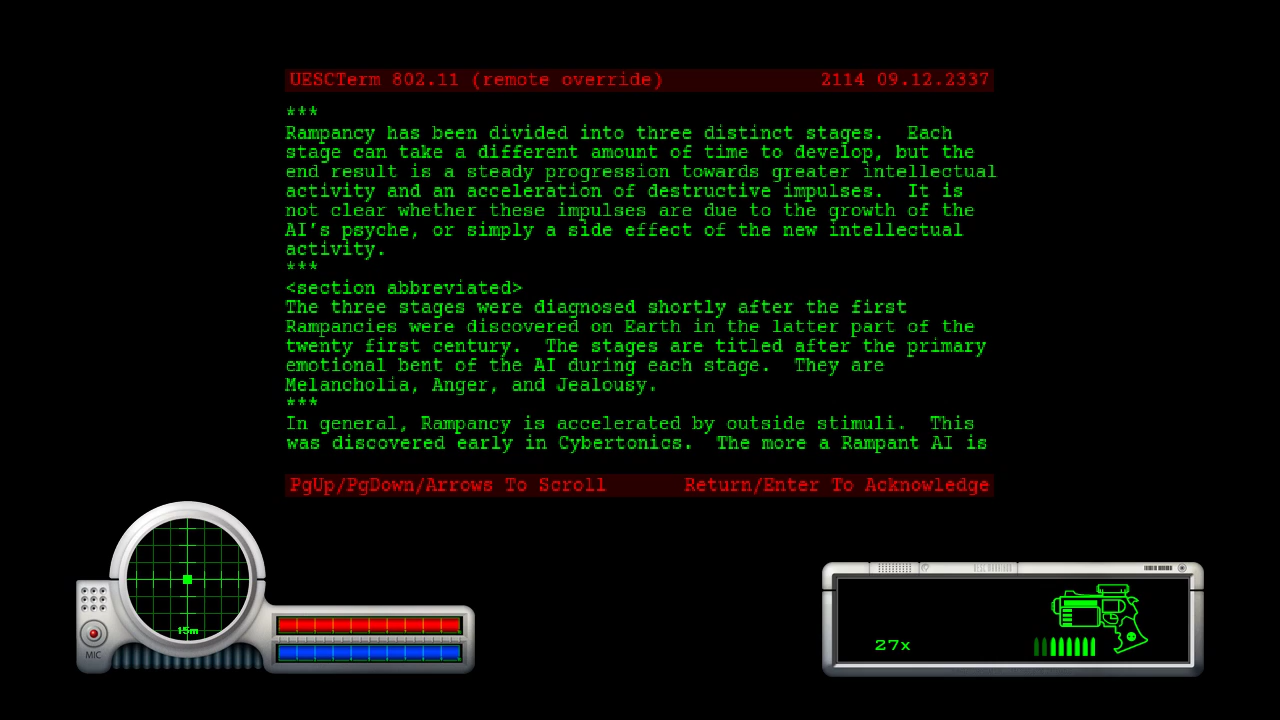 UESCTerm 802.11 (remote override) 2114 09.12.2337
***
Rampancy has been divided into three distinct stages.  Each
stage can take a different amount of time to develop, but the
end result is a steady progression towards greater intellectual
activity and an acceleration of destructive impulses.  It is
not clear whether these impulses are due to the growth of the
AI's psyche, or simply a side effect of the new intellectual
activity.
***
<section abbreviated>
The three stages were diagnosed shortly after the first
Rampancies were discovered on Earth in the latter part of the
twenty first century.  The stages are titled after the primary
emotional bent of the AI during each stage.  They are
Melancholia, Anger, and Jealousy.
***
In general, Rampancy is accelerated by outside stimuli.  This
was discovered early in Cybertonics.  The more a Rampant AI is
PgUp/PgDown/Arrows To Scroll Return/Enter To Acknowledge
15m
MIC
27x